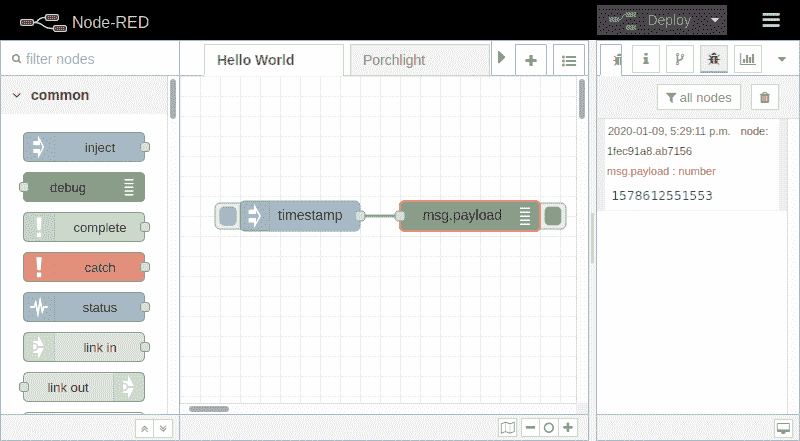 Node-RED
Deploy
filter nodes
Hello World
Porchlight
all nodes
common
inject
debug
complete
catch
status
link in
link out
timestamp
msg.payload
2020-01-09, 5:29:11 p.m. node:
1fec91a8.ab7156
msg.payload : number
1578612551553